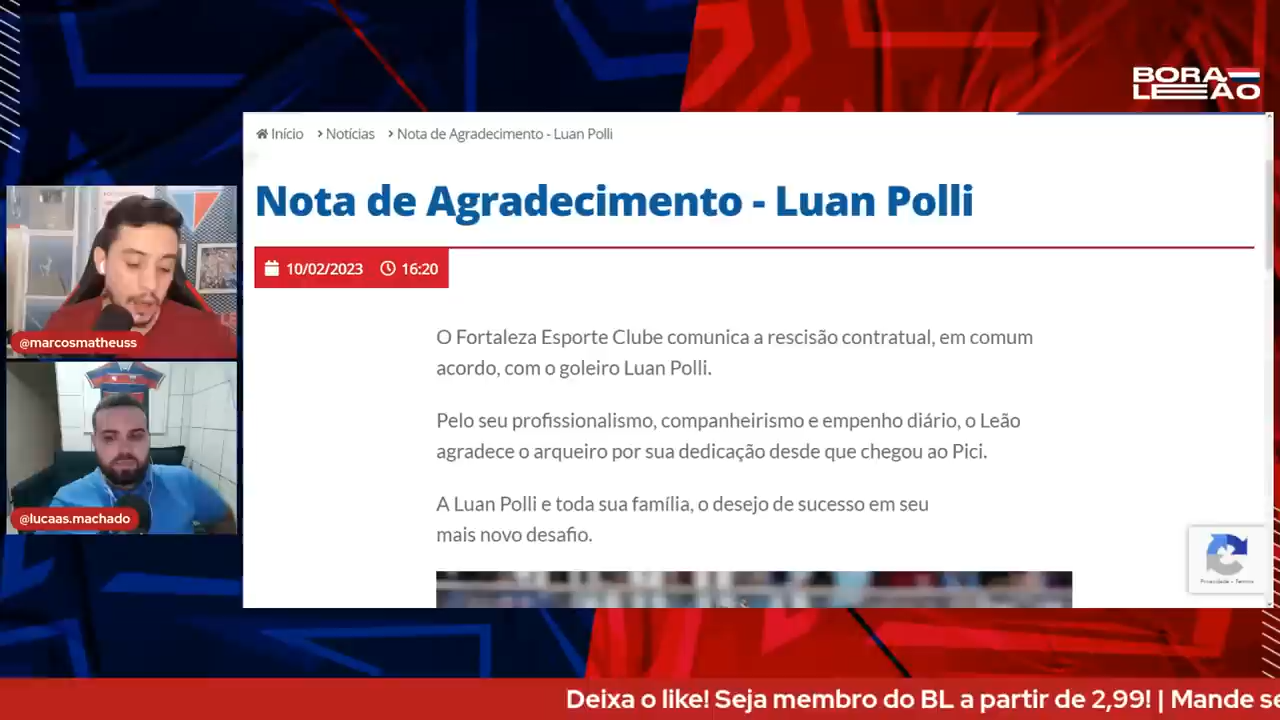 BORA
LEÃO
Início > Notícias > Nota de Agradecimento - Luan Polli
Nota de Agradecimento - Luan Polli
10/02/2023 16:20
O Fortaleza Esporte Clube comunica a rescisão contratual, em comum
acordo, com o goleiro Luan Polli.
Pelo seu profissionalismo, companheirismo e empenho diário, o Leão
agradece o arqueiro por sua dedicação desde que chegou ao Pici.
A Luan Polli e toda sua família, o desejo de sucesso em seu
mais novo desafio.
@marcosmatheuss
@lucaas.machado
Privacidade - Termos
Deixa o like! Seja membro do BL a partir de 2,99! | Mande se